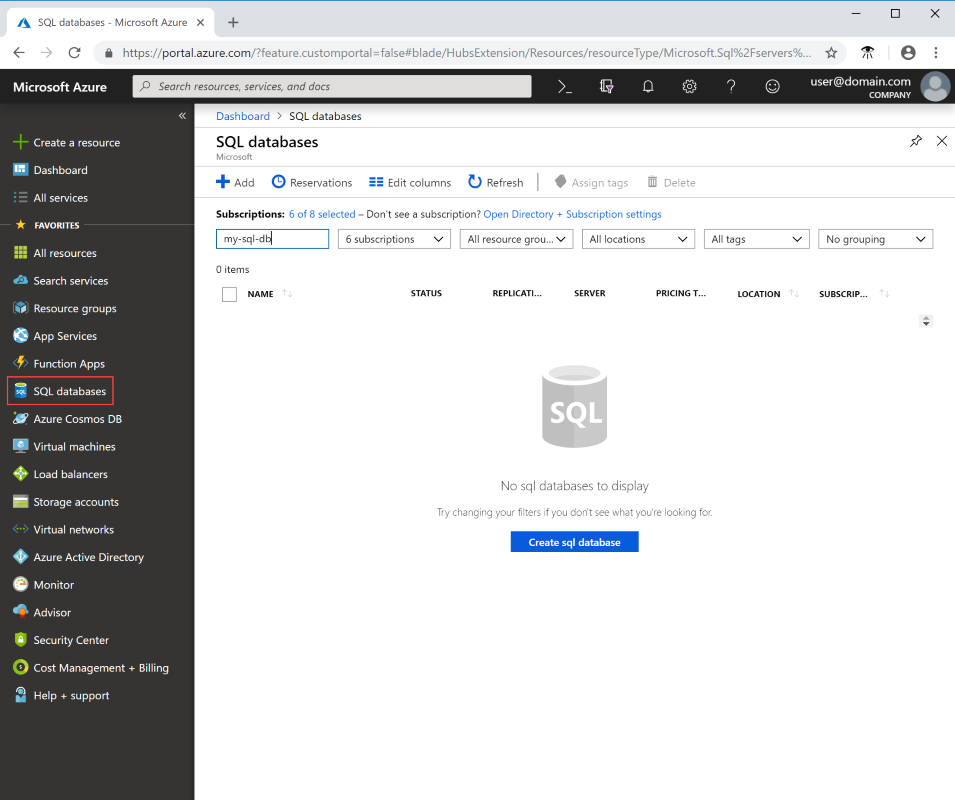 SQL databases - Microsoft Azure
https://portal.azure.com/?feature.customportal=false#blade/HubsExtension/Resources/resourceType/Microsoft.Sql%2Fservers%...
Microsoft Azure
Search resources, services, and docs
user@domain.com
COMPANY
Create a resource
Dashboard
All services
FAVORITES
All resources
Search services
Resource groups
App Services
Function Apps
SQL
SQL databases
Azure Cosmos DB
Virtual machines
Load balancers
Storage accounts
Virtual networks
Azure Active Directory
Monitor
Advisor
Security Center
Cost Management + Billing
Help + support
Dashboard > SQL databases
SQL databases
Microsoft
Add Reservations Edit columns Refresh Assign tags Delete
Subscriptions: 6 of 8 selected – Don't see a subscription? Open Directory + Subscription settings
my-sql-db 6 subscriptions All resource grou... All locations All tags No grouping
0 items
NAME STATUS REPLICATI... SERVER PRICING T... LOCATION SUBSCRIP...
SQL
No sql databases to display
Try changing your filters if you don't see what you're looking for.
Create sql database